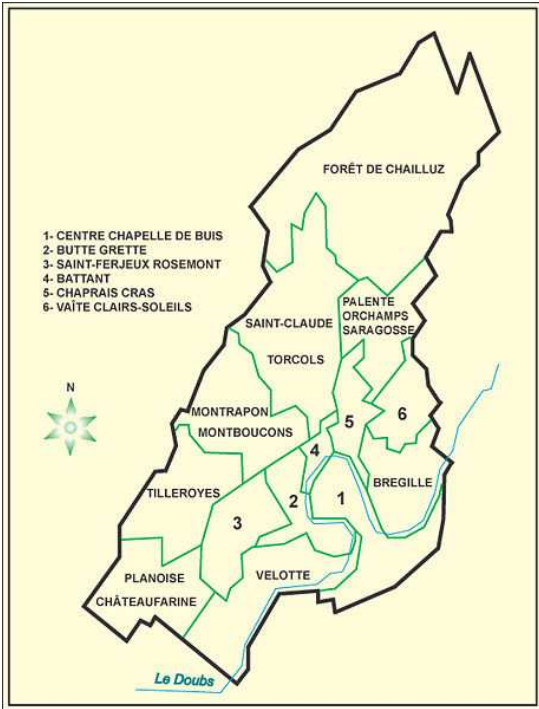 FORÊT DE CHAILLUZ
1- CENTRE CHAPELLE DE BUIS
2- BUTTE GRETTE
3- SAINT-FERJEUX ROSEMONT
4- BATTANT
5- CHAPRAIS CRAS
6- VAÎTE CLAIRS-SOLEILS
PALENTE
ORCHAMPS
SARAGOSSE
SAINT-CLAUDE
TORCOLS
N
MONTRAPON
MONTBOUCONS
5
6
4
BREGILLE
TILLEROYES
2
1
3
PLANOISE
CHÂTEAUFARINE
VELOTTE
Le Doubs